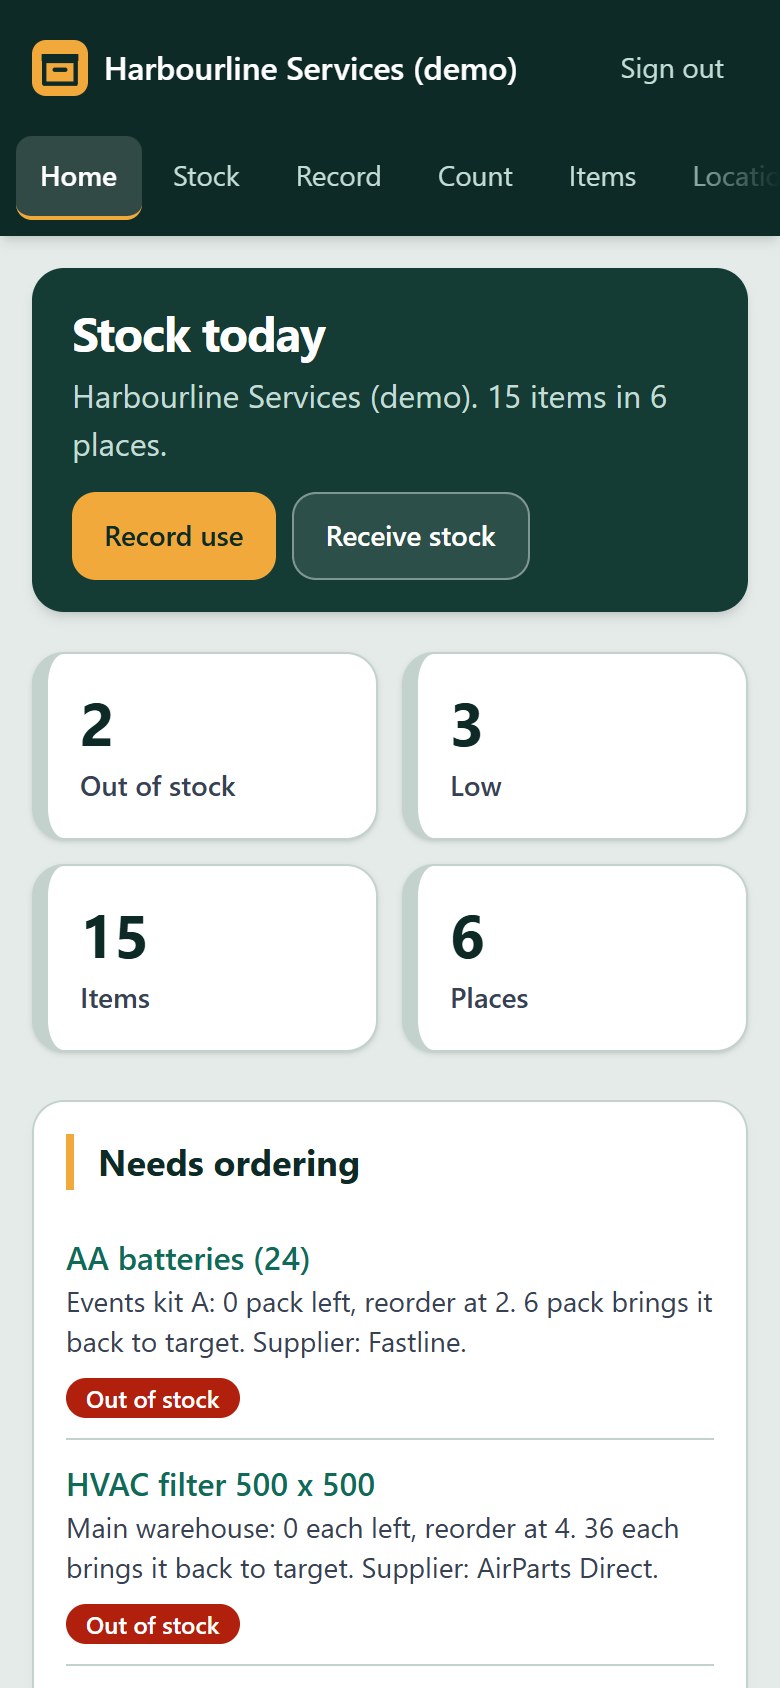 Harbourline Services (demo)
Sign out
Home
Stock
Record
Count
Items
Stock today
Harbourline Services (demo). 15 items in 6
places.
Record use
Receive stock
2
Out of stock
3
Low
15
Items
6
Places
Needs ordering
AA batteries (24)
Events kit A: 0 pack left, reorder at 2. 6 pack brings it
back to target. Supplier: Fastline.
Out of stock
HVAC filter 500 x 500
Main warehouse: 0 each left, reorder at 4. 36 each
brings it back to target. Supplier: AirParts Direct.
Out of stock